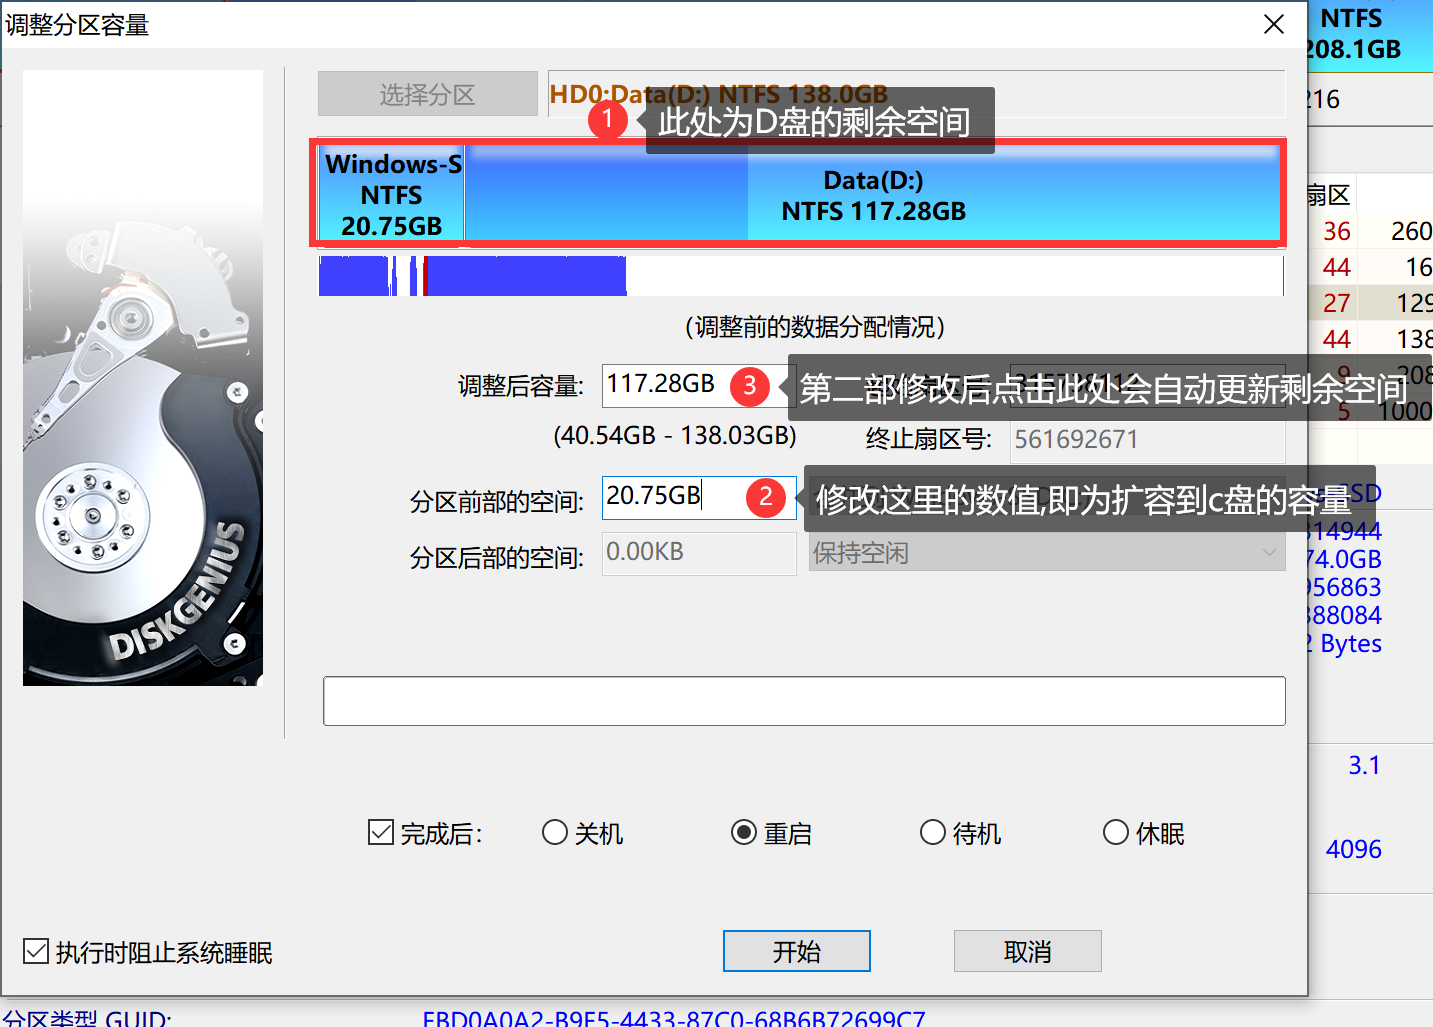 调整分区容量
NTFS
208.1GB
选择分区
HD0:Data(D:) NTFS 138.0GB
1
此处为D盘的剩余空间
216
Windows-S
NTFS
20.75GB
Data(D:)
NTFS 117.28GB
扇区
36 260
44 16
27 129
44 138
9 208
5 1000
(调整前的数据分配情况)
调整后容量:
117.28GB
3
第二部修改后点击此处会自动更新剩余空间
(40.54GB - 138.03GB)
终止扇区号:
561692671
分区前部的空间:
20.75GB
2
修改这里的数值,即为扩容到c盘的容量
SSD
分区后部的空间:
0.00KB
保持空闲
314944
74.0GB
956863
388084
2 Bytes
DISKGENIUS
3.1
4096
完成后:
关机
重启
待机
休眠
执行时阻止系统睡眠
开始
取消
分区类型 GUID:
EBD0A0A2-B9E5-4433-87C0-68B6B72699C7